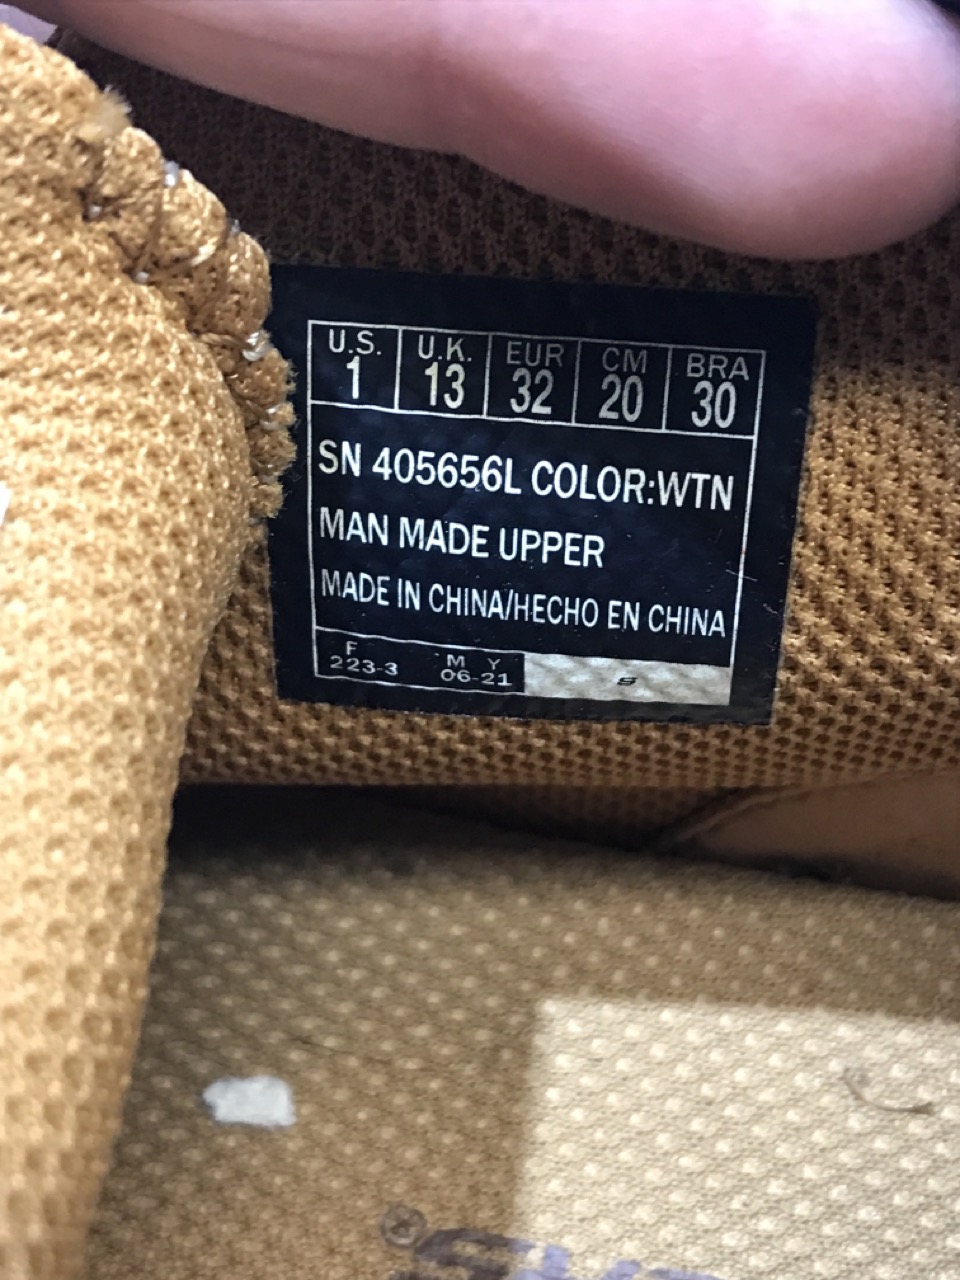 U.S. U.K. EUR CM BRA
1 13 32 20 30
SN 405656L COLOR:WTN
MAN MADE UPPER
MADE IN CHINA/HECHO EN CHINA
F M Y
223-3 06-21
S